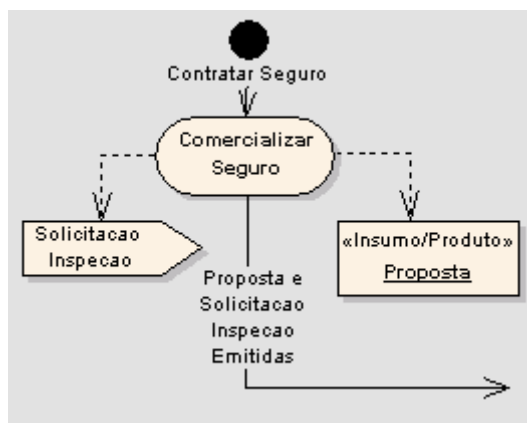 Contratar Seguro
Comercializar
Seguro
Solicitacao
Inspecao
«Insumo/Produto»
Proposta
Proposta e
Solicitacao
Inspecao
Emitidas